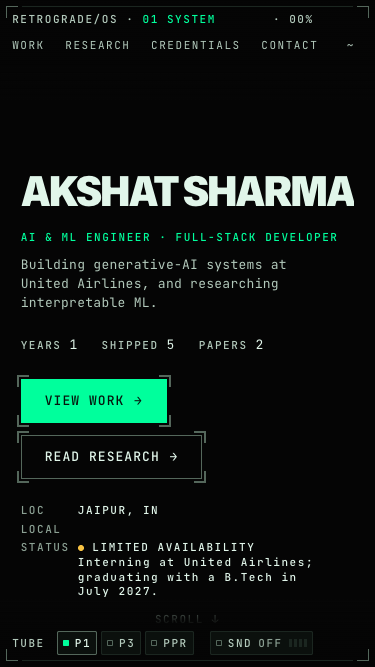 RETROGRADE/OS · 01 SYSTEM · 00%
WORK RESEARCH CREDENTIALS CONTACT ~
AKSHAT SHARMA
AI & ML ENGINEER · FULL-STACK DEVELOPER
Building generative-AI systems at
United Airlines, and researching
interpretable ML.
YEARS 1 SHIPPED 5 PAPERS 2
VIEW WORK →
READ RESEARCH →
LOC JAIPUR, IN
LOCAL
STATUS ● LIMITED AVAILABILITY
Interning at United Airlines;
graduating with a B.Tech in
July 2027.
SCROLL ↓
TUBE P1 P3 PPR SND OFF